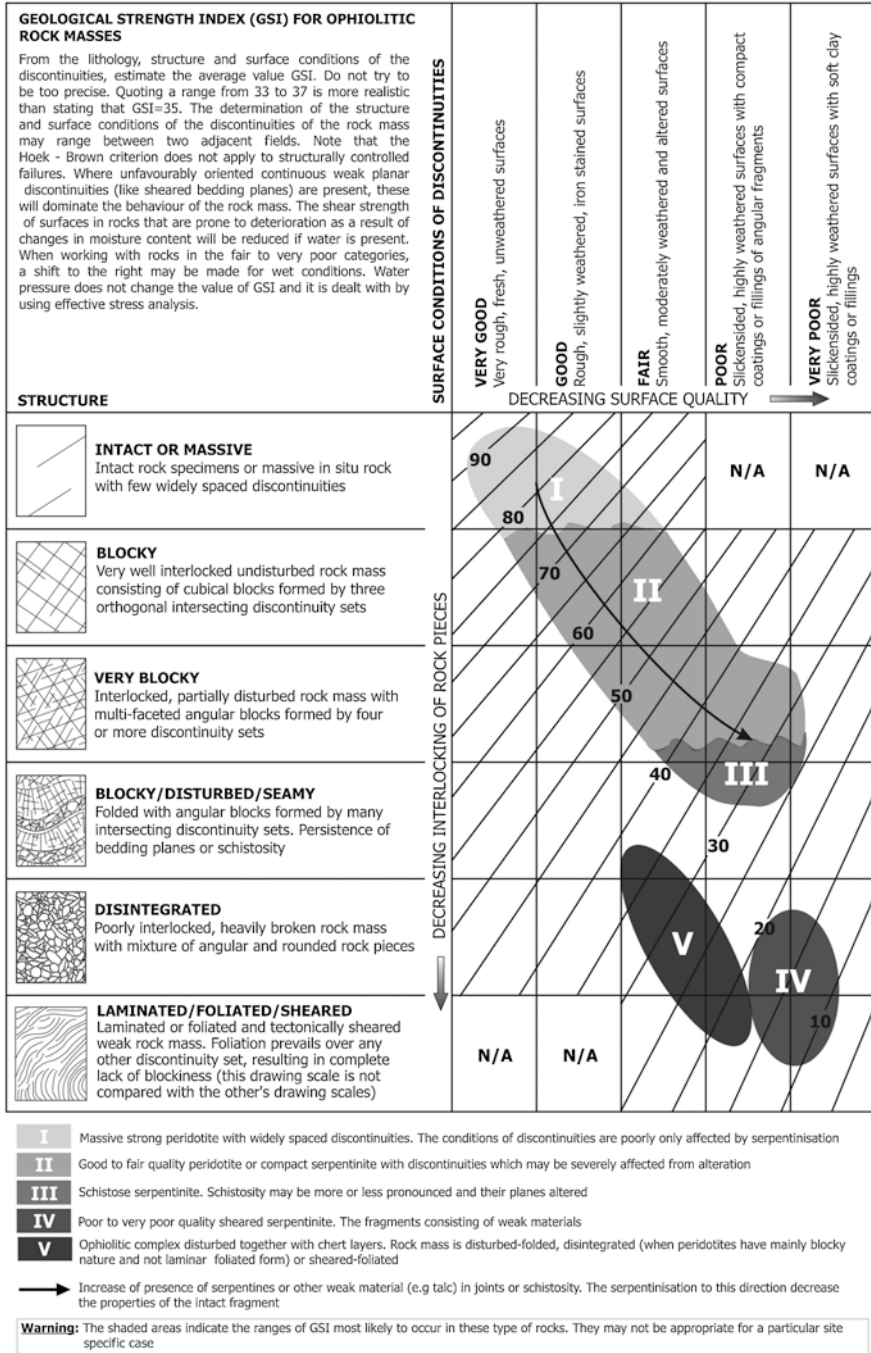 GEOLOGICAL STRENGTH INDEX (GSI) FOR OPHIOLITIC
ROCK MASSES
From the lithology, structure and surface conditions of the
discontinuities, estimate the average value GSI. Do not try to
be too precise. Quoting a range from 33 to 37 is more realistic
than stating that GSI=35. The determination of the structure
and surface conditions of the discontinuities of the rock mass
may range between two adjacent fields. Note that the
Hoek - Brown criterion does not apply to structurally controlled
failures. Where unfavourably oriented continuous weak planar
discontinuities (like sheared bedding planes) are present, these
will dominate the behaviour of the rock mass. The shear strength
of surfaces in rocks that are prone to deterioration as a result of
changes in moisture content will be reduced if water is present.
When working with rocks in the fair to very poor categories,
a shift to the right may be made for wet conditions. Water
pressure does not change the value of GSI and it is dealt with by
using effective stress analysis.
STRUCTURE
SURFACE CONDITIONS OF DISCONTINUITIES
VERY GOOD
Very rough, fresh, unweathered surfaces
GOOD
Rough, slightly weathered, iron stained surfaces
FAIR
Smooth, moderately weathered and altered surfaces
POOR
Slickensided, highly weathered surfaces with compact
coatings or fillings of angular fragments
VERY POOR
Slickensided, highly weathered surfaces with soft clay
coatings or fillings
DECREASING SURFACE QUALITY
INTACT OR MASSIVE
Intact rock specimens or massive in situ rock
with few widely spaced discontinuities
BLOCKY
Very well interlocked undisturbed rock mass
consisting of cubical blocks formed by three
orthogonal intersecting discontinuity sets
VERY BLOCKY
Interlocked, partially disturbed rock mass with
multi-faceted angular blocks formed by four
or more discontinuity sets
BLOCKY/DISTURBED/SEAMY
Folded with angular blocks formed by many
intersecting discontinuity sets. Persistence of
bedding planes or schistosity
DISINTEGRATED
Poorly interlocked, heavily broken rock mass
with mixture of angular and rounded rock pieces
LAMINATED/FOLIATED/SHEARED
Laminated or foliated and tectonically sheared
weak rock mass. Foliation prevails over any
other discontinuity set, resulting in complete
lack of blockiness (this drawing scale is not
compared with the other's drawing scales)
DECREASING INTERLOCKING OF ROCK PIECES
90
I
N/A
N/A
80
70
II
60
50
40
III
30
V
20
IV
10
N/A
N/A
I Massive strong peridotite with widely spaced discontinuities. The conditions of discontinuities are poorly only affected by serpentinisation
II Good to fair quality peridotite or compact serpentinite with discontinuities which may be severely affected from alteration
III Schistose serpentinite. Schistosity may be more or less pronounced and their planes altered
IV Poor to very poor quality sheared serpentinite. The fragments consisting of weak materials
V Ophiolitic complex disturbed together with chert layers. Rock mass is disturbed-folded, disintegrated (when peridotites have mainly blocky
nature and not laminar foliated form) or sheared-foliated
Increase of presence of serpentines or other weak material (e.g talc) in joints or schistosity. The serpentinisation to this direction decrease
the properties of the intact fragment
Warning: The shaded areas indicate the ranges of GSI most likely to occur in these type of rocks. They may not be appropriate for a particular site
specific case